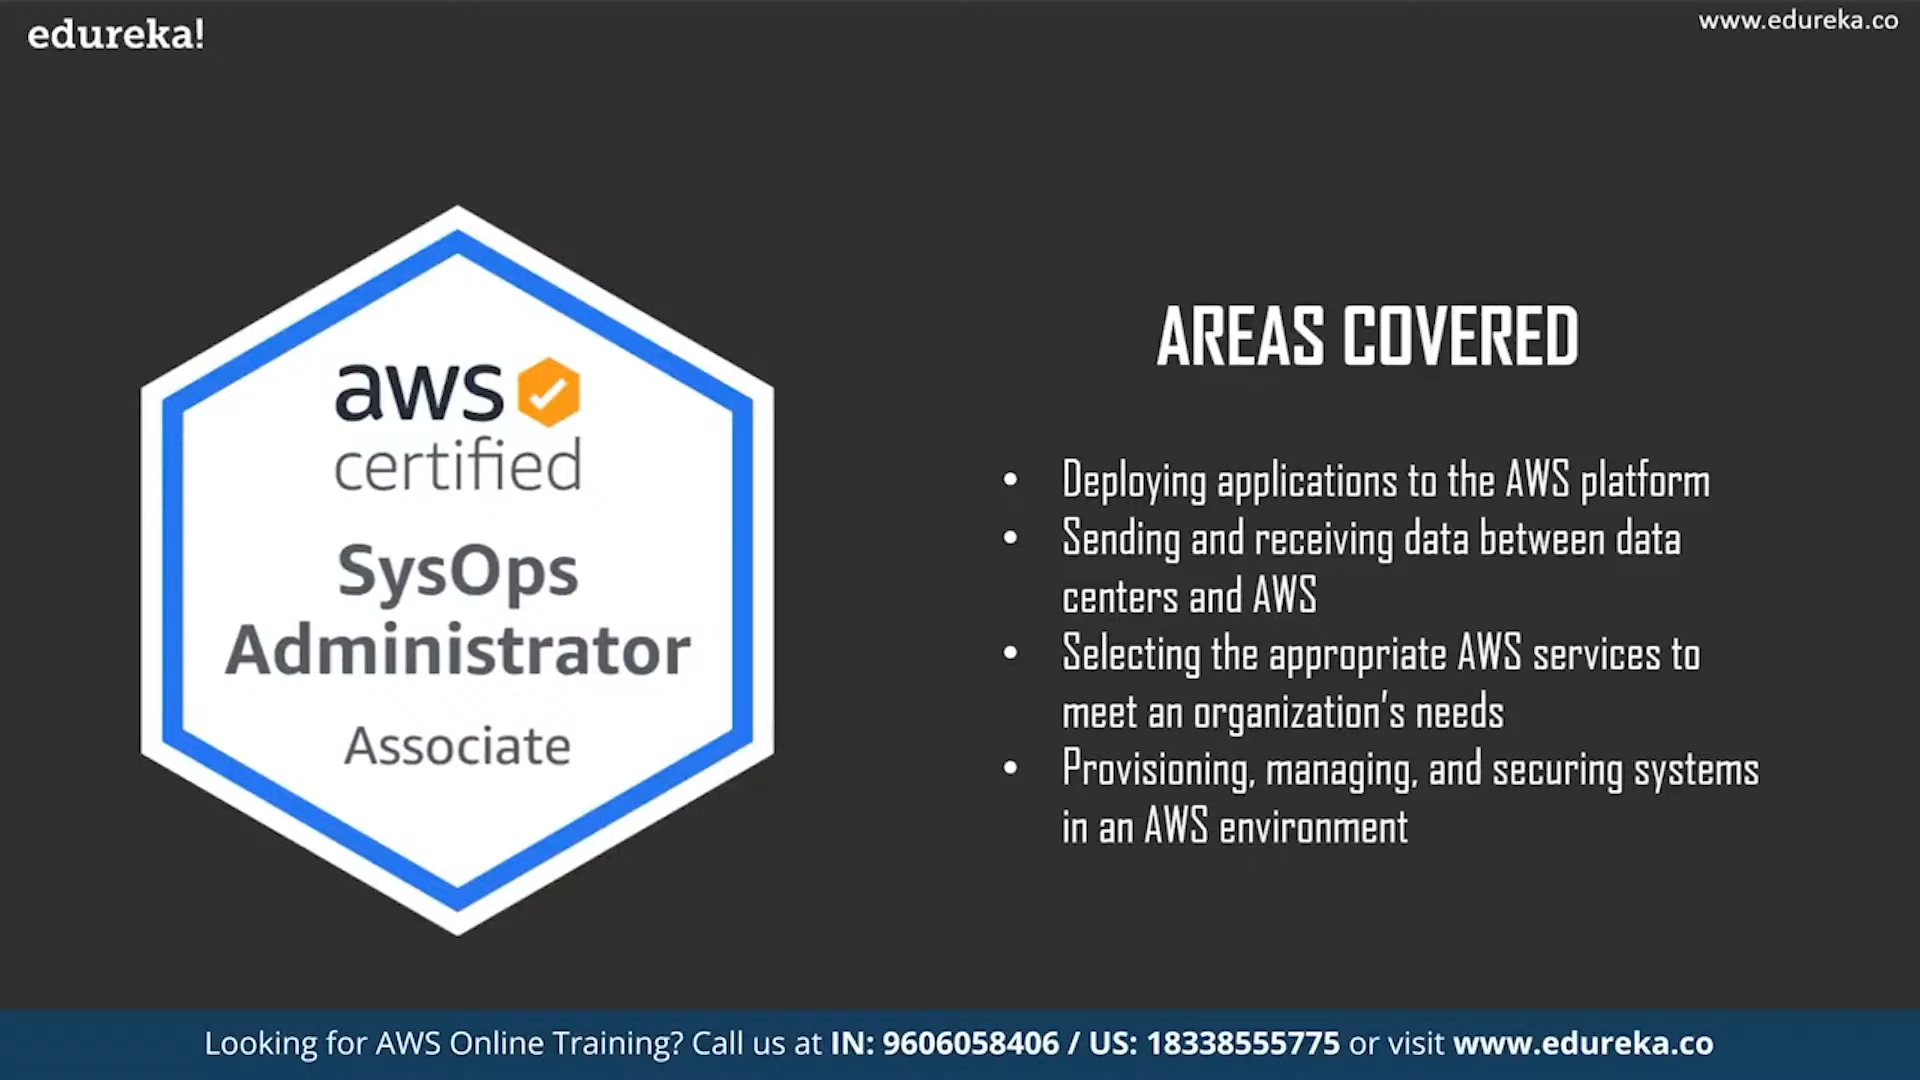 edureka!
www.edureka.co
aws
certified
SysOps
Administrator
Associate
AREAS COVERED
• Deploying applications to the AWS platform
• Sending and receiving data between data
centers and AWS
• Selecting the appropriate AWS services to
meet an organization's needs
• Provisioning, managing, and securing systems
in an AWS environment
Looking for AWS Online Training? Call us at IN: 9606058406 / US: 18338555775 or visit www.edureka.co